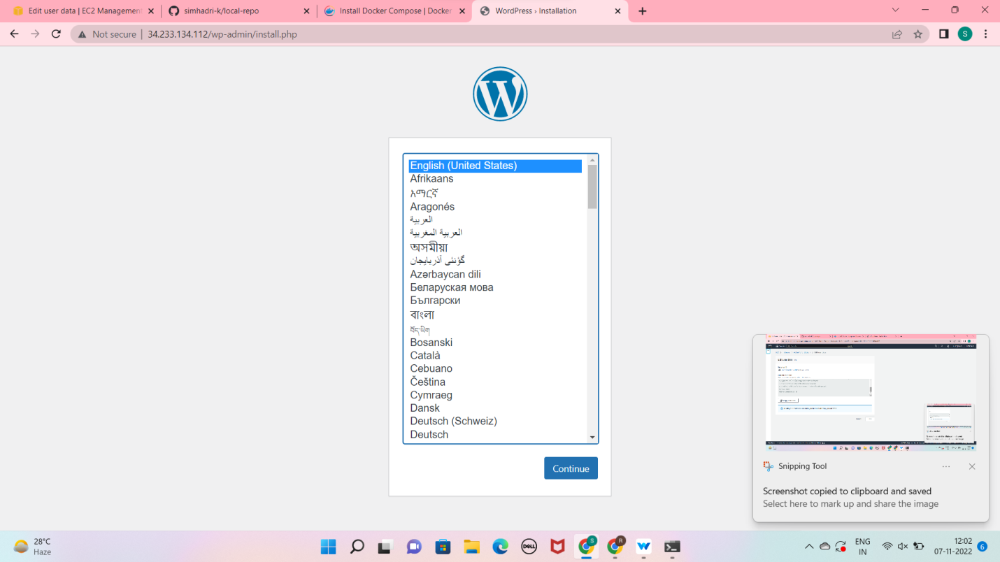 Edit user data | EC2 Management
simhadri-k/local-repo
Install Docker Compose | Docker
WordPress › Installation
Not secure
34.233.134.112/wp-admin/install.php
S
English (United States)
Afrikaans
አማርኛ
Aragonés
العربية
العربية المغربية
অসমীয়া
گؤنئی آذربایجان
Azərbaycan dili
Беларуская мова
Български
বাংলা
བོད་ཡིག
Bosanski
Català
Cebuano
Čeština
Cymraeg
Dansk
Deutsch (Schweiz)
Deutsch
Continue
Snipping Tool
Screenshot copied to clipboard and saved
Select here to mark up and share the image
28°C
Haze
DELL
S
R
ENG
IN
12:02
07-11-2022
6